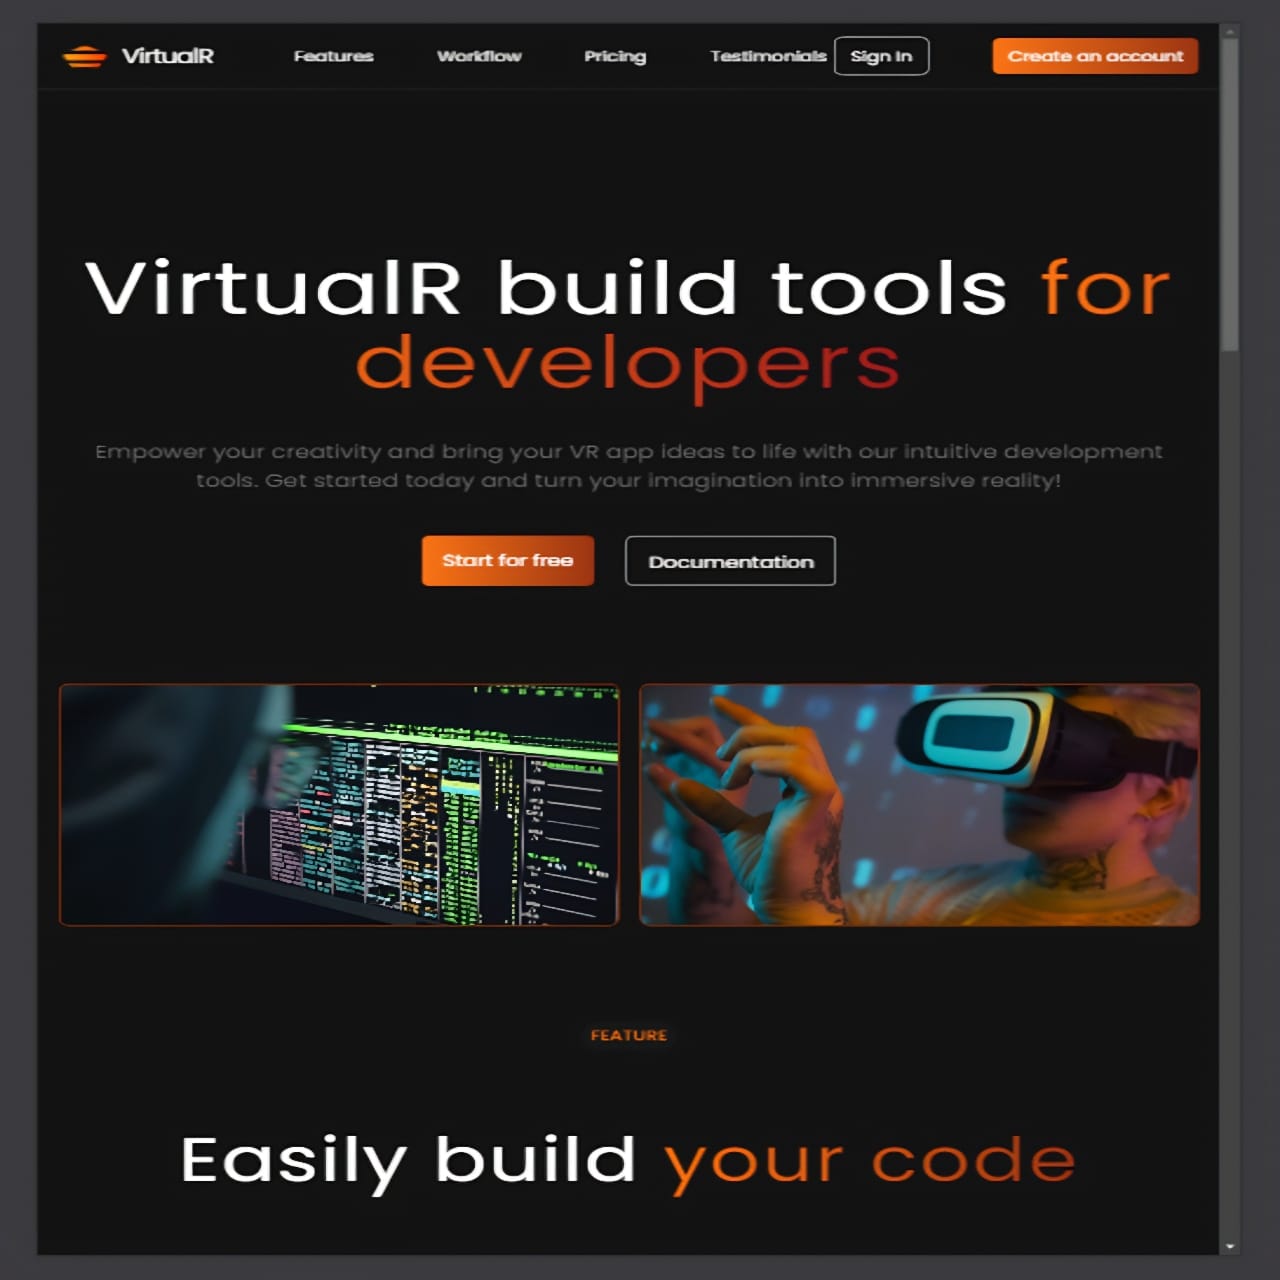 VirtualR Features Workflow Pricing Testimonials Sign In Create an account
VirtualR build tools for
developers
Empower your creativity and bring your VR app ideas to life with our intuitive development
tools. Get started today and turn your imagination into immersive reality!
Start for free Documentation
FEATURE
Easily build your code